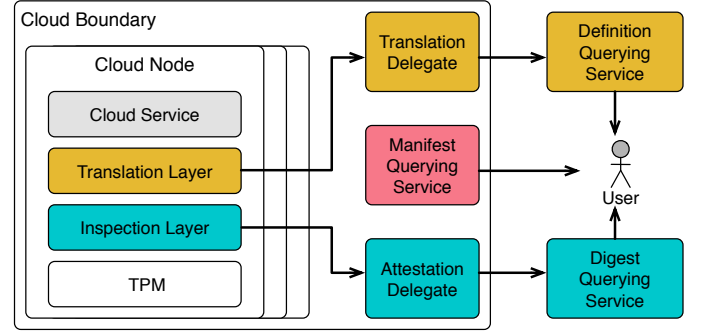 Cloud Boundary
Cloud Node
Cloud Service
Translation Layer
Inspection Layer
TPM
Translation
Delegate
Manifest
Querying
Service
Attestation
Delegate
Definition
Querying
Service
User
Digest
Querying
Service